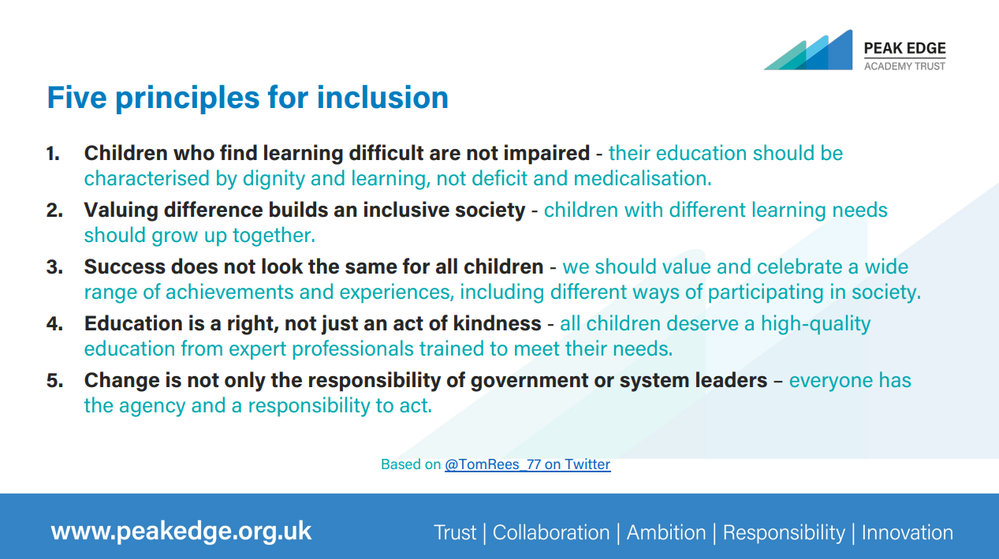 PEAK EDGE
ACADEMY TRUST
Five principles for inclusion
1. Children who find learning difficult are not impaired - their education should be
characterised by dignity and learning, not deficit and medicalisation.
2. Valuing difference builds an inclusive society - children with different learning needs
should grow up together.
3. Success does not look the same for all children - we should value and celebrate a wide
range of achievements and experiences, including different ways of participating in society.
4. Education is a right, not just an act of kindness - all children deserve a high-quality
education from expert professionals trained to meet their needs.
5. Change is not only the responsibility of government or system leaders – everyone has
the agency and a responsibility to act.
Based on @TomRees_77 on Twitter
www.peakedge.org.uk
Trust | Collaboration | Ambition | Responsibility | Innovation